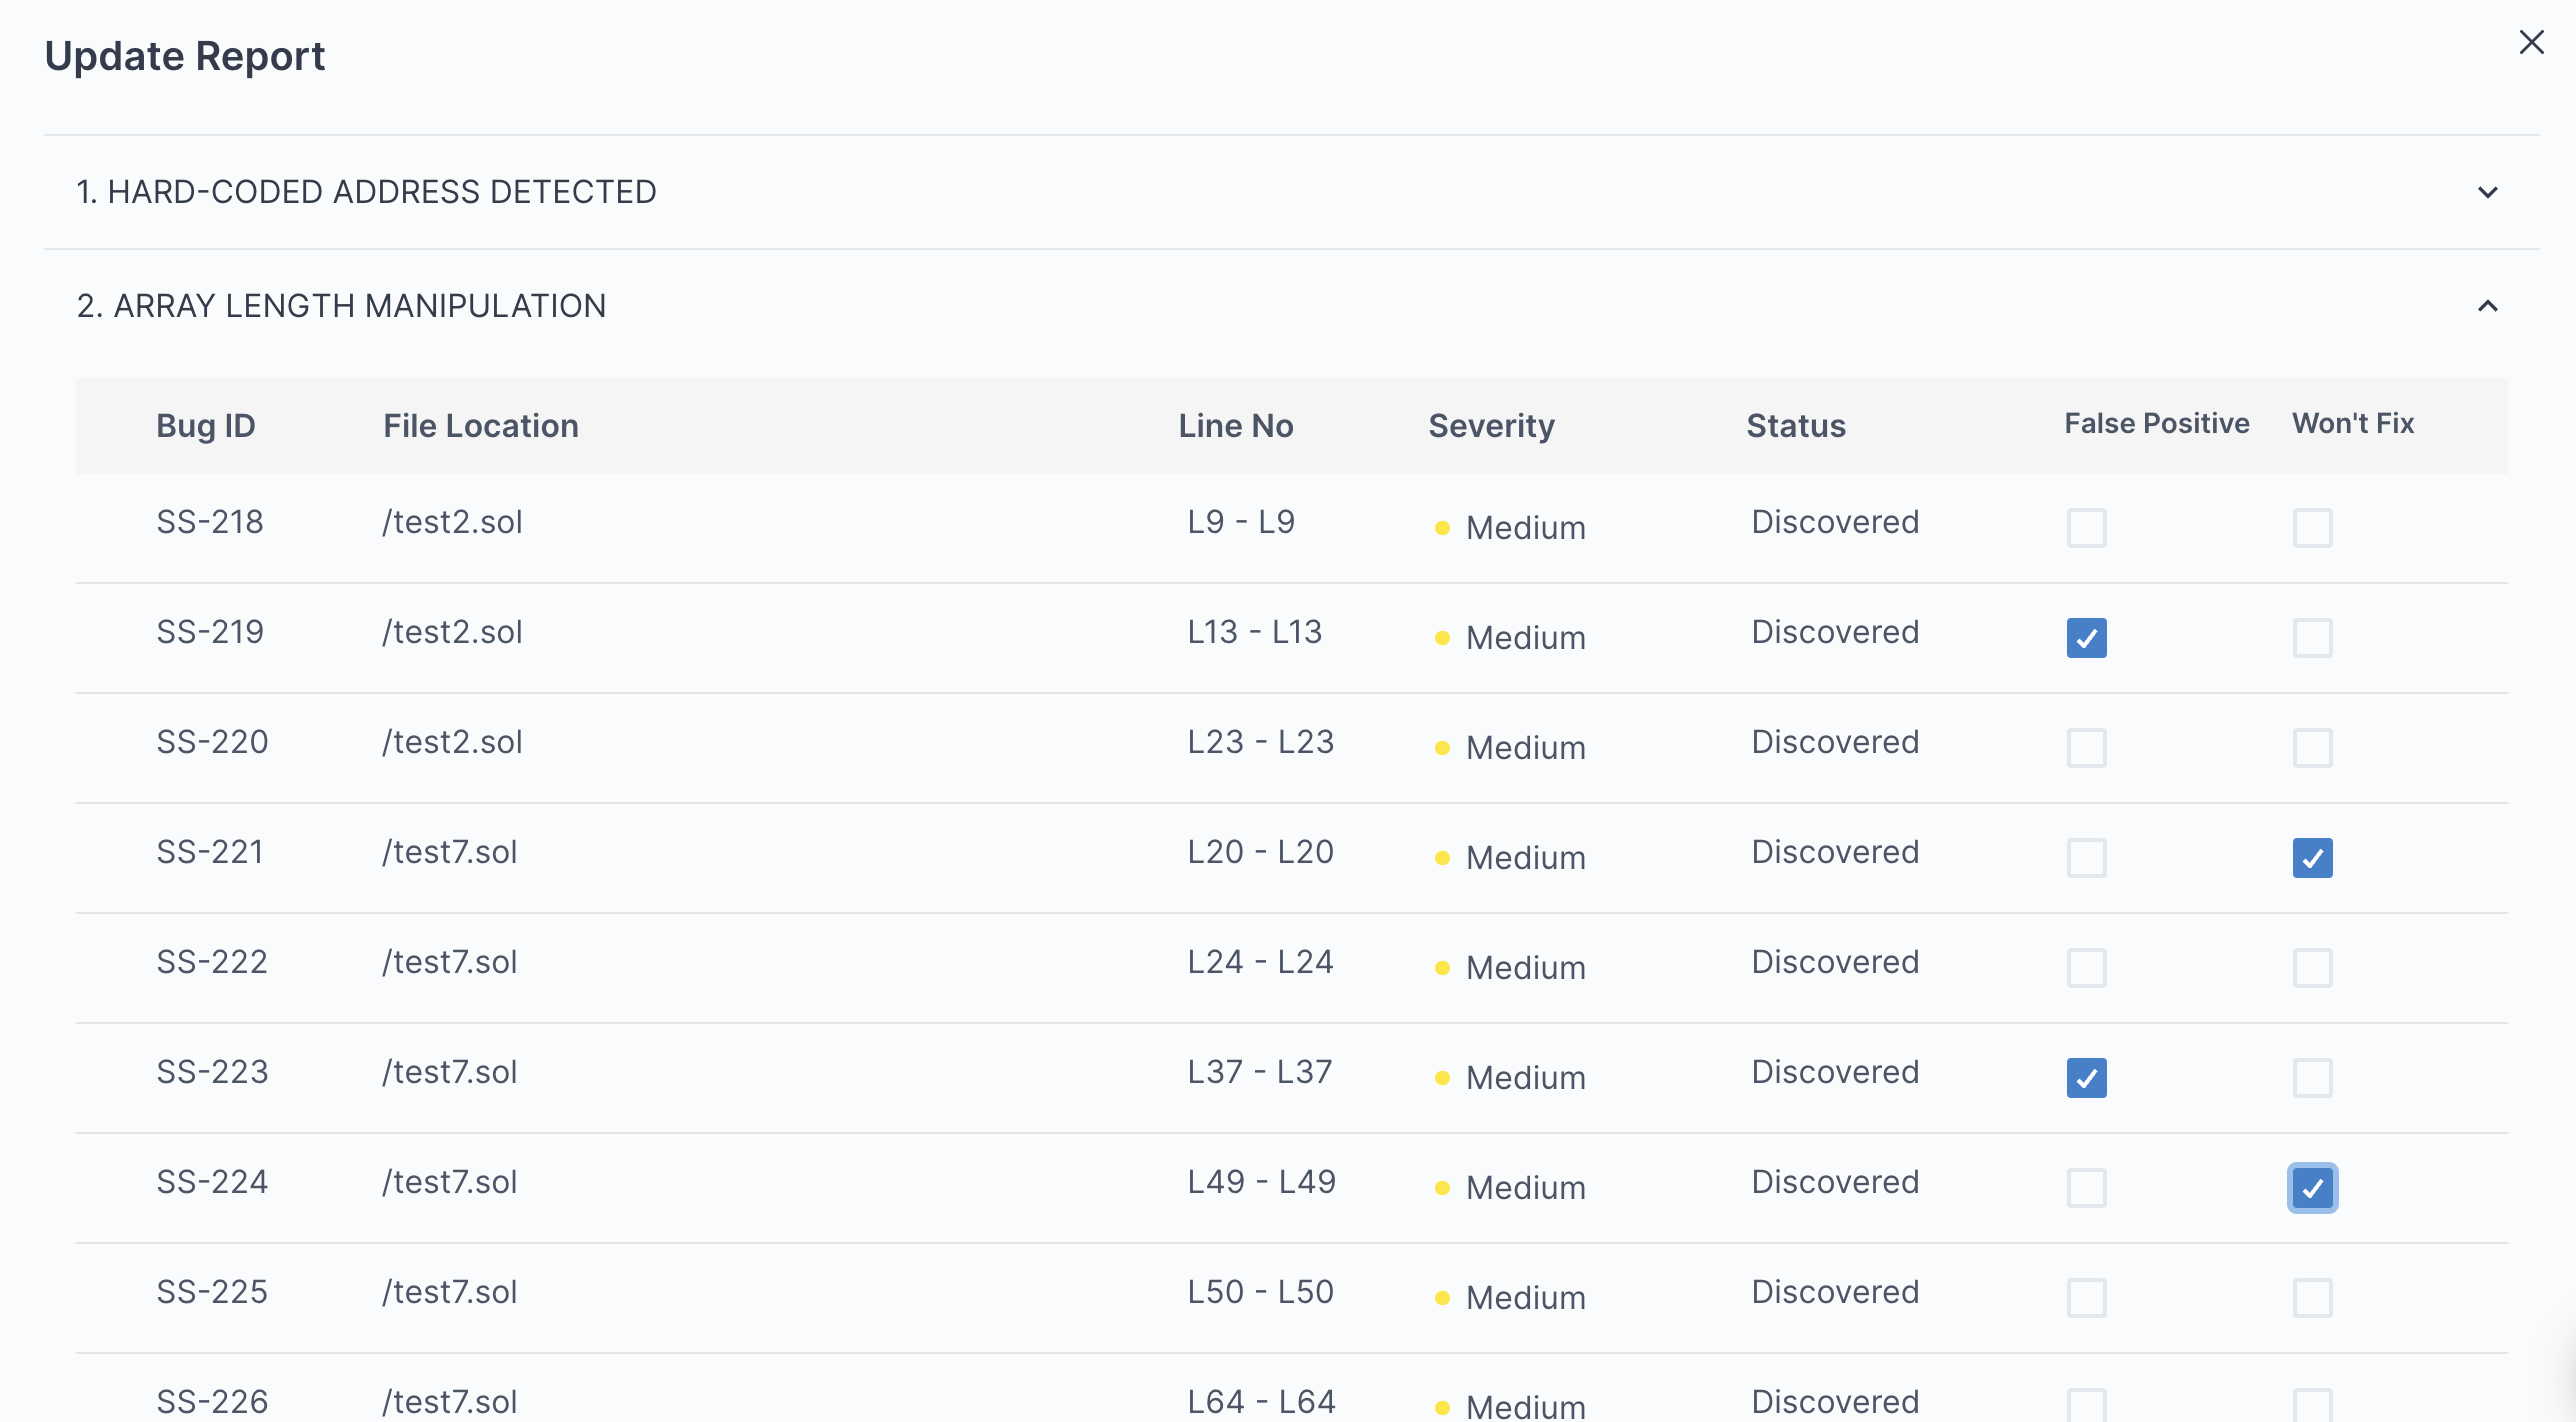 Update Report
1. HARD-CODED ADDRESS DETECTED
2. ARRAY LENGTH MANIPULATION
Bug ID File Location Line No Severity Status False Positive Won't Fix
SS-218 /test2.sol L9 - L9 Medium Discovered
SS-219 /test2.sol L13 - L13 Medium Discovered
SS-220 /test2.sol L23 - L23 Medium Discovered
SS-221 /test7.sol L20 - L20 Medium Discovered
SS-222 /test7.sol L24 - L24 Medium Discovered
SS-223 /test7.sol L37 - L37 Medium Discovered
SS-224 /test7.sol L49 - L49 Medium Discovered
SS-225 /test7.sol L50 - L50 Medium Discovered
SS-226 /test7.sol L64 - L64 Medium Discovered